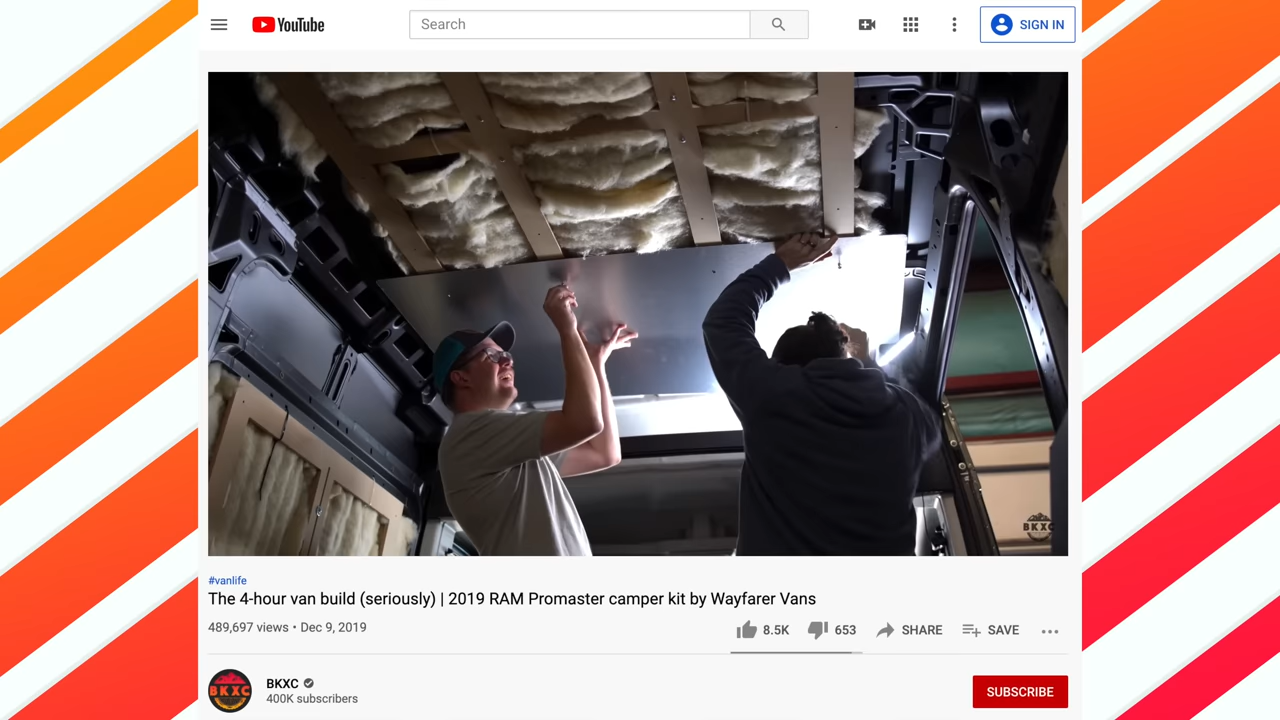 YouTube
Search
SIGN IN
BKXC
#vanlife
The 4-hour van build (seriously) | 2019 RAM Promaster camper kit by Wayfarer Vans
489,697 views • Dec 9, 2019
8.5K
653
SHARE
SAVE
BKXC
BKXC
400K subscribers
SUBSCRIBE